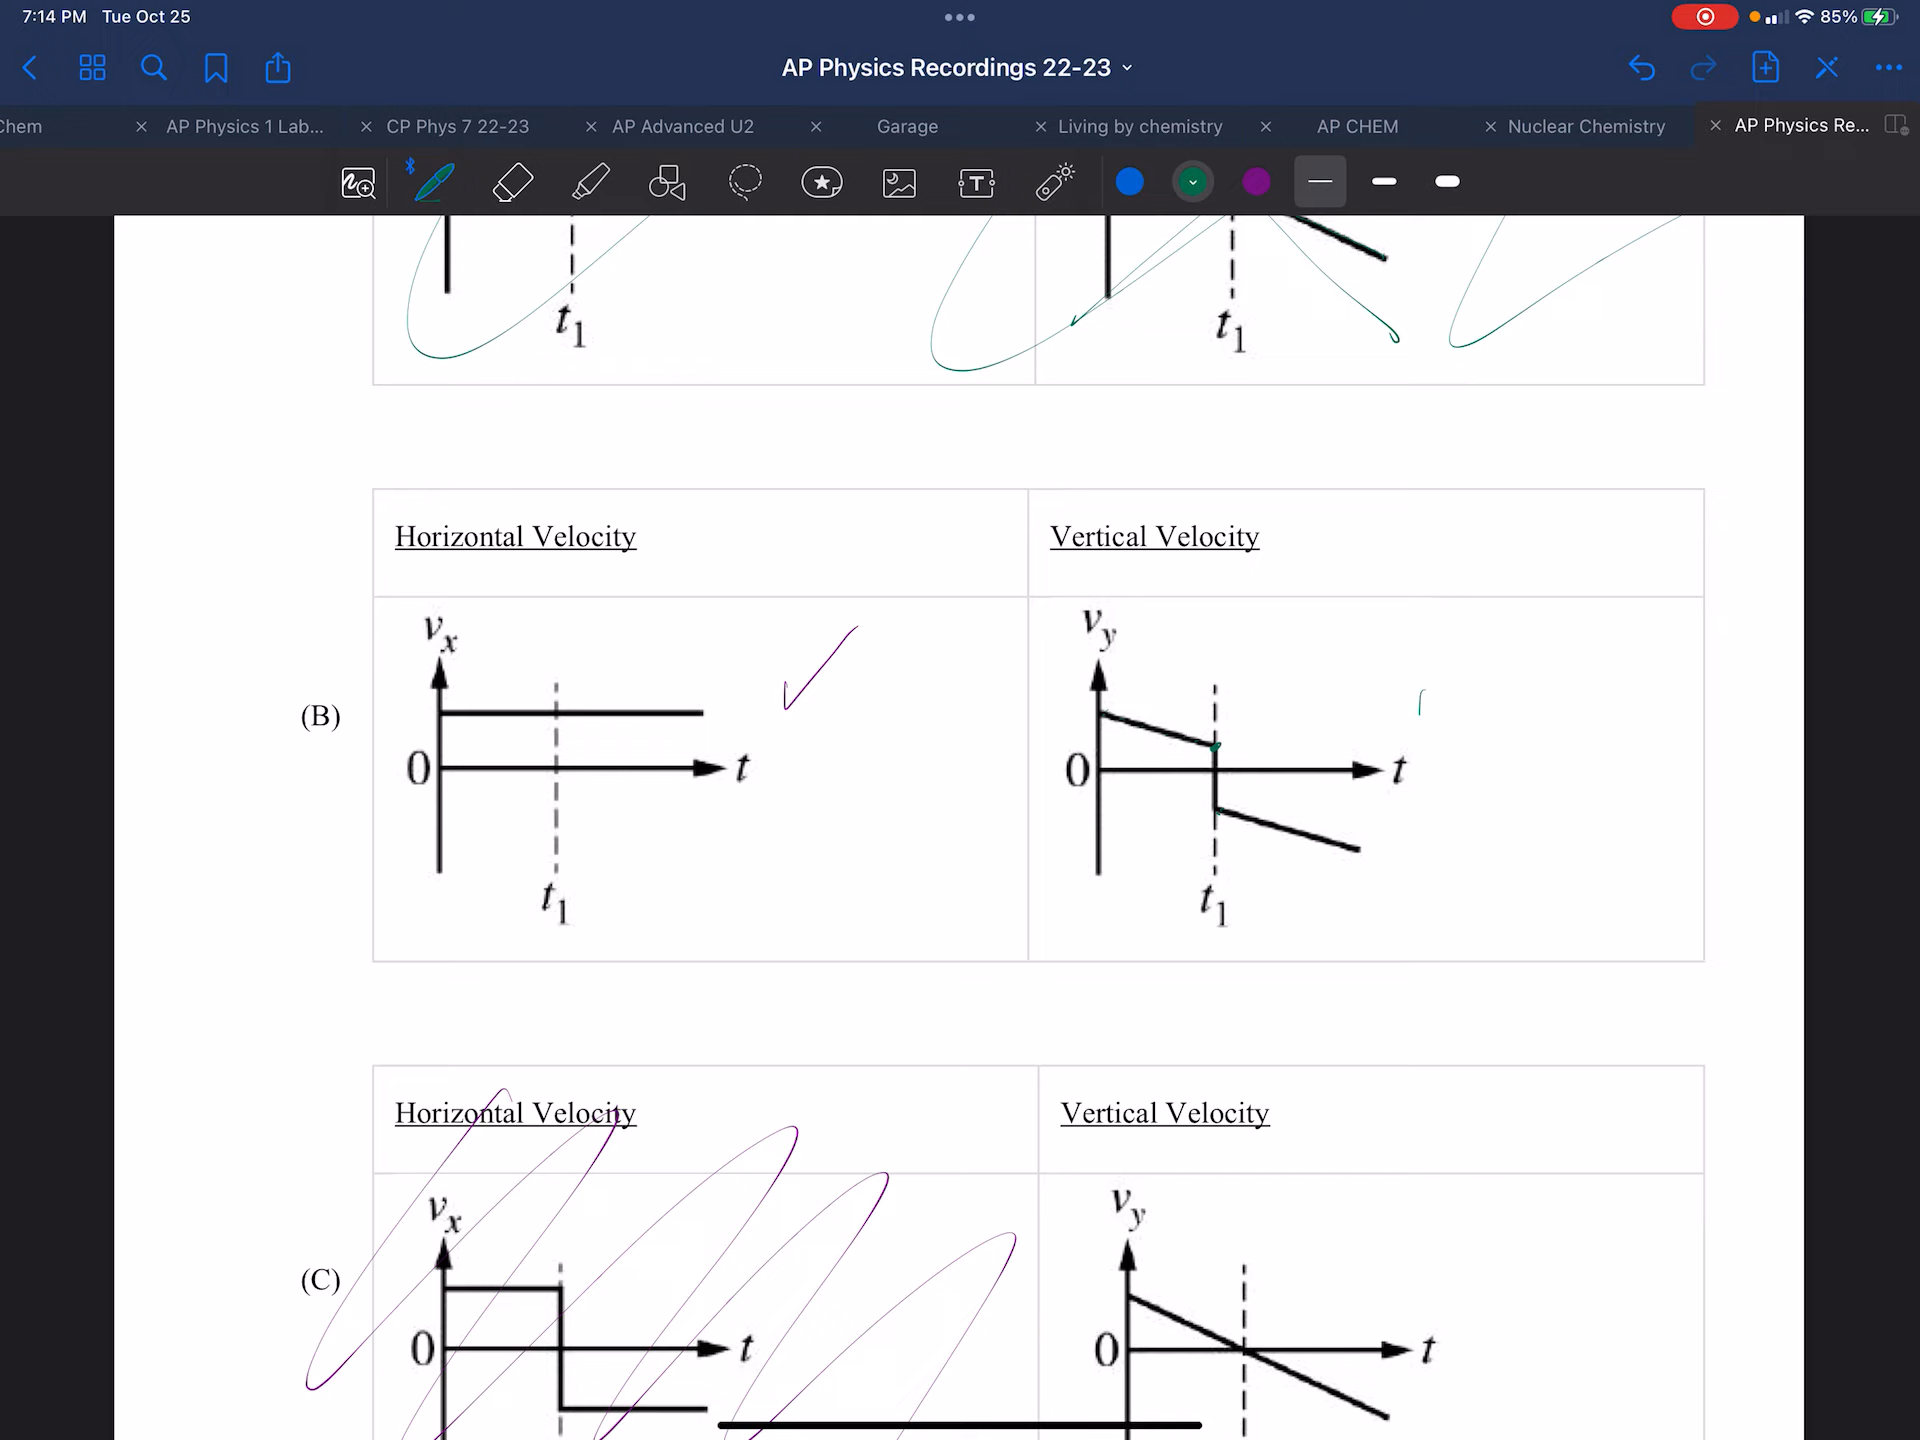 7:14 PM Tue Oct 25
85%
AP Physics Recordings 22-23
Chem
AP Physics 1 Lab...
CP Phys 7 22-23
AP Advanced U2
Garage
Living by chemistry
AP CHEM
Nuclear Chemistry
AP Physics Re...
T
t1
t1
Horizontal Velocity
Vertical Velocity
(B)
vx
0
t
t1
vy
0
t
t1
Horizontal Velocity
Vertical Velocity
(C)
vx
0
t
vy
0
t